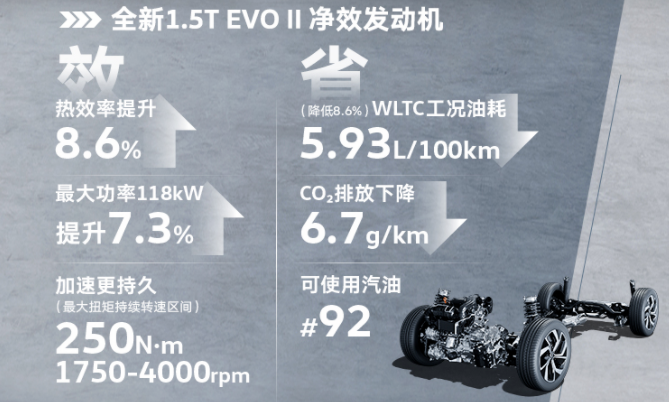 全新1.5T EVO II 净效发动机
效
热效率提升
8.6%
最大功率118kW
提升7.3%
加速更持久
(最大扭矩持续转速区间)
250N·m
1750-4000rpm
省
(降低8.6%) WLTC工况油耗
5.93L/100km
CO₂排放下降
6.7g/km
可使用汽油
#92